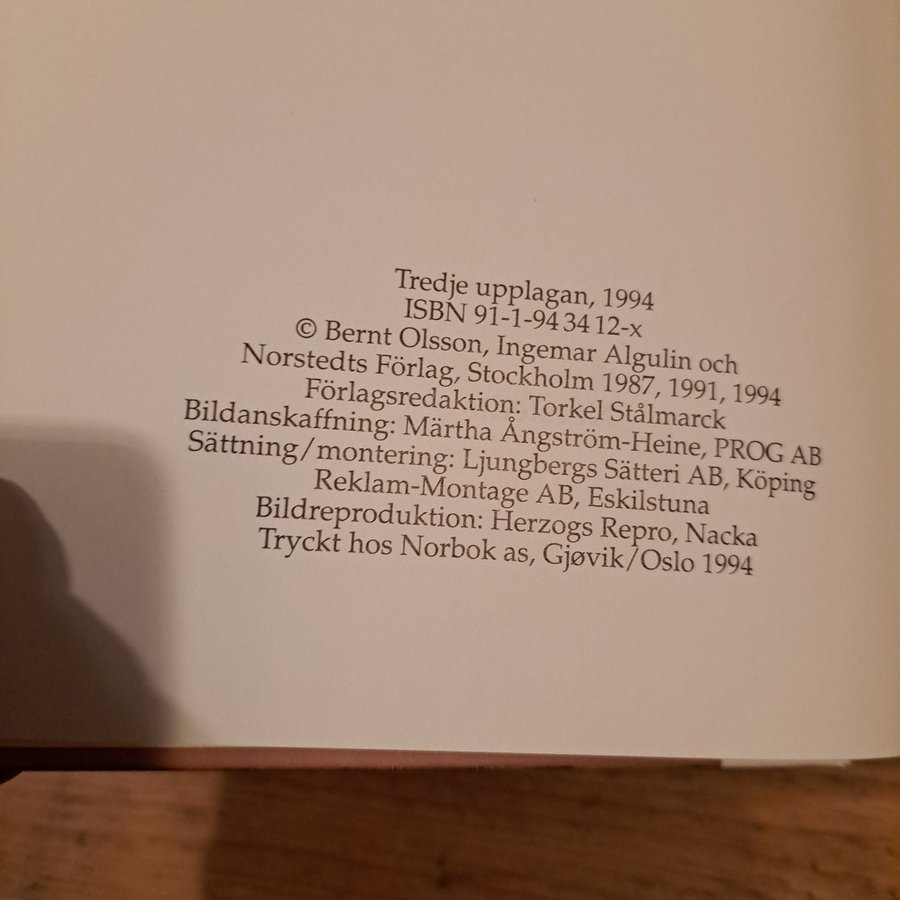 Tredje upplagan, 1994
ISBN 91-1-94 34 12-x
© Bernt Olsson, Ingemar Algulin och
Norstedts Förlag, Stockholm 1987, 1991, 1994
Förlagsredaktion: Torkel Stålmarck
Bildanskaffning: Märtha Ångström-Heine, PROG AB
Sättning/montering: Ljungbergs Sätteri AB, Köping
Reklam-Montage AB, Eskilstuna
Bildreproduktion: Herzogs Repro, Nacka
Tryckt hos Norbok as, Gjøvik/Oslo 1994